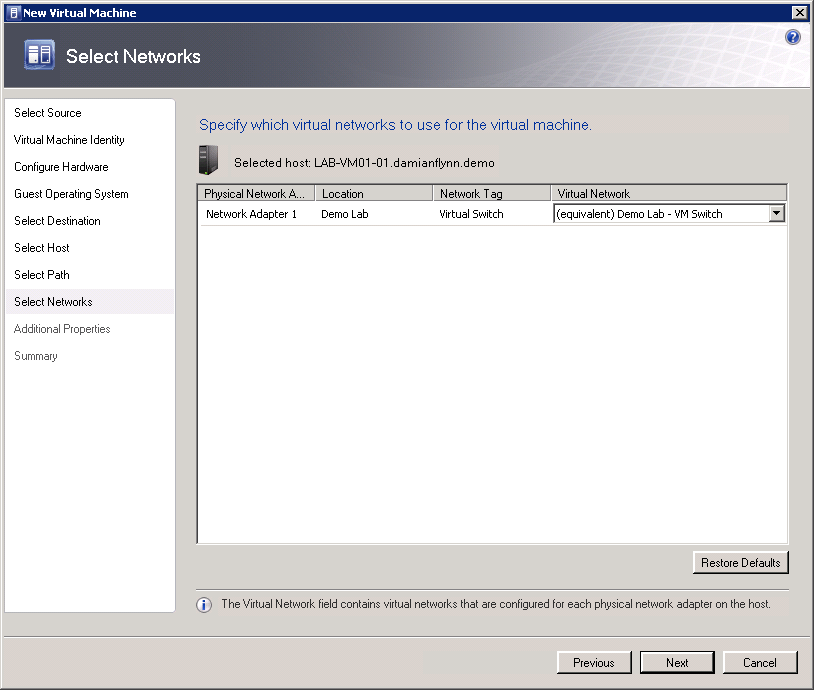 New Virtual Machine
Select Networks
Select Source
Virtual Machine Identity
Configure Hardware
Guest Operating System
Select Destination
Select Host
Select Path
Select Networks
Additional Properties
Summary
Specify which virtual networks to use for the virtual machine.
Selected host: LAB-VM01-01.damianflynn.demo
Physical Network A... Location Network Tag Virtual Network
Network Adapter 1 Demo Lab Virtual Switch (equivalent) Demo Lab - VM Switch
Restore Defaults
The Virtual Network field contains virtual networks that are configured for each physical network adapter on the host.
Previous Next Cancel